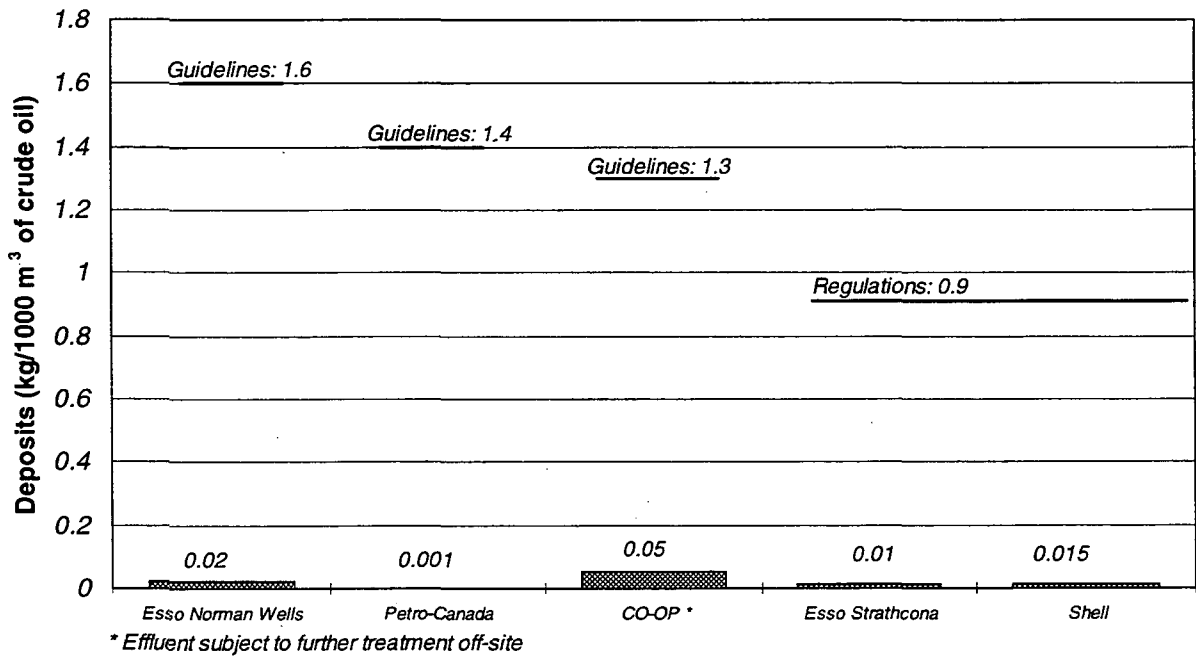 Deposits (kg/1000 m³ of crude oil)
1.8
1.6
1.4
1.2
1
0.8
0.6
0.4
0.2
0
Guidelines: 1.6
Guidelines: 1.4
Guidelines: 1.3
Regulations: 0.9
0.02
0.001
0.05
0.01
0.015
Esso Norman Wells
Petro-Canada
CO-OP *
Esso Strathcona
Shell
* Effluent subject to further treatment off-site